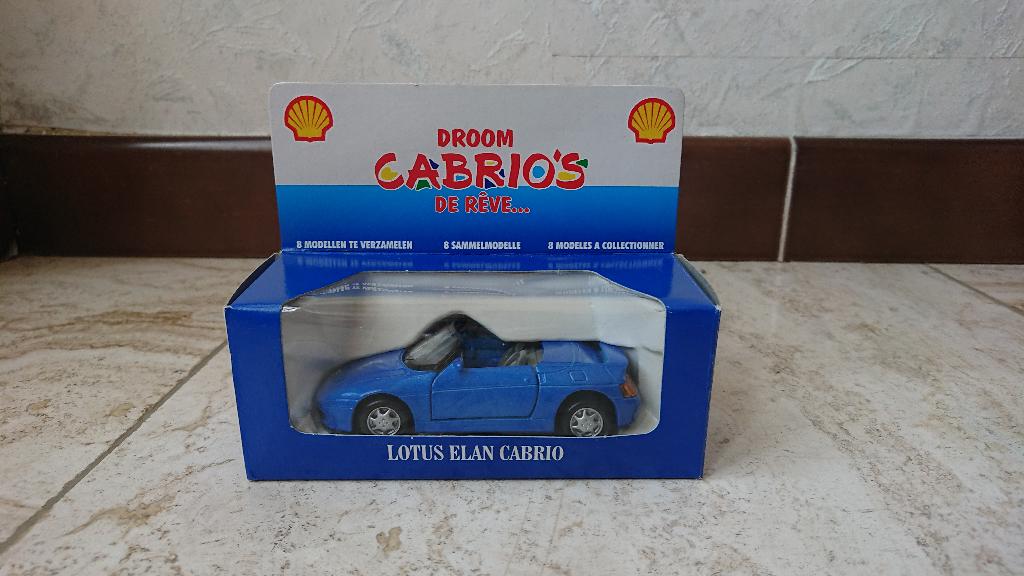 DROOM
CABRIO'S
DE RÊVE...
8 MODELLEN TE VERZAMELEN 8 SAMMELMODELLE 8 MODELES A COLLECTIONNER
LOTUS ELAN CABRIO